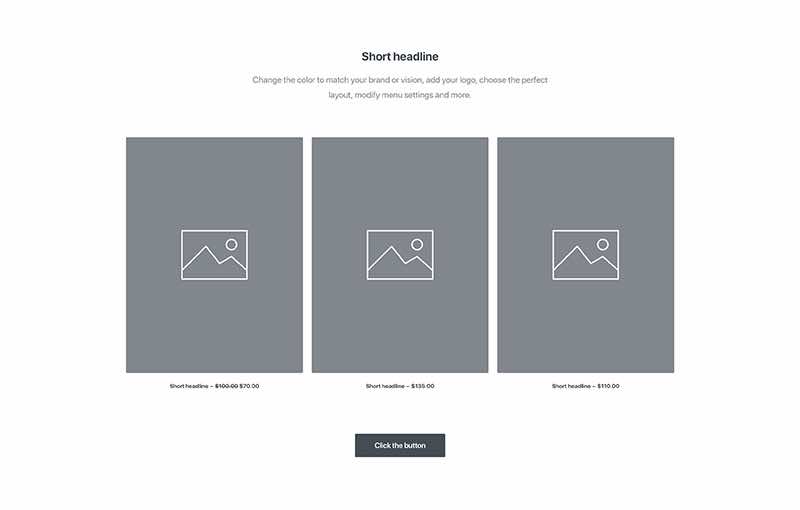 Short headline
Change the color to match your brand or vision, add your logo, choose the perfect
layout, modify menu settings and more.
Short headline – $100.00 $70.00
Short headline – $135.00
Short headline – $110.00
Click the button